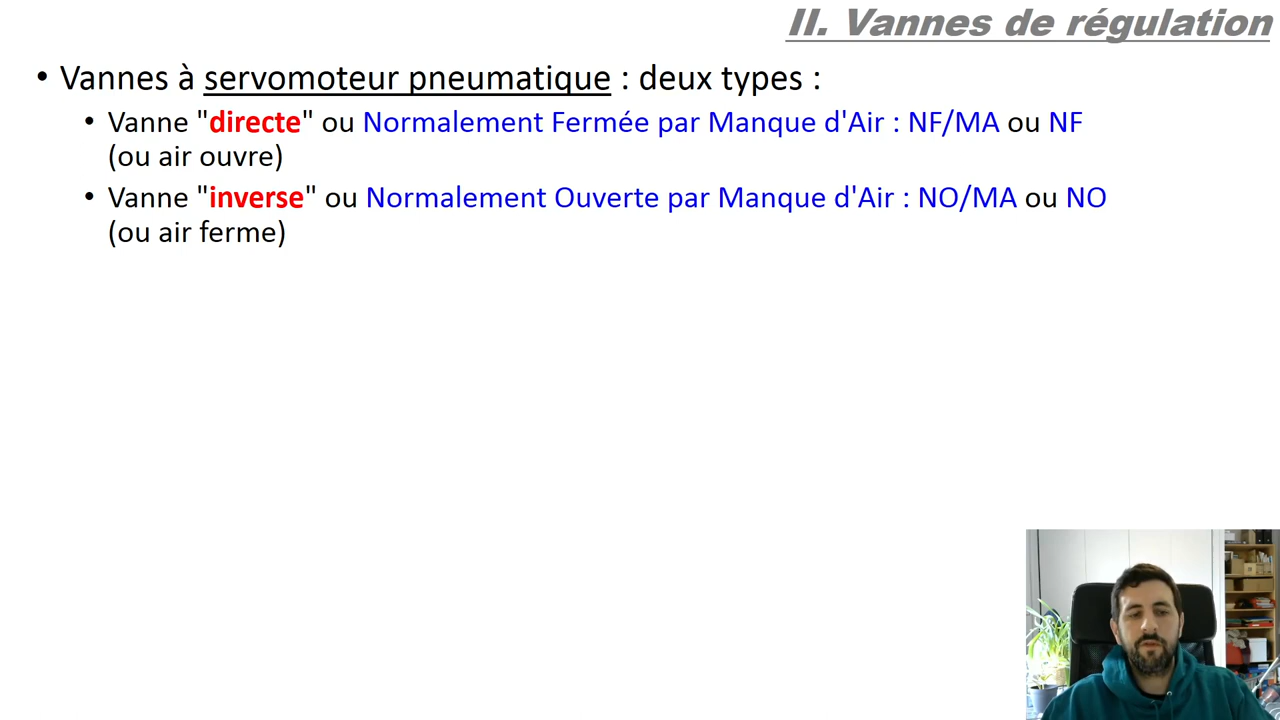 II. Vannes de régulation
• Vannes à servomoteur pneumatique : deux types :
• Vanne "directe" ou Normalement Fermée par Manque d'Air : NF/MA ou NF
(ou air ouvre)
• Vanne "inverse" ou Normalement Ouverte par Manque d'Air : NO/MA ou NO
(ou air ferme)